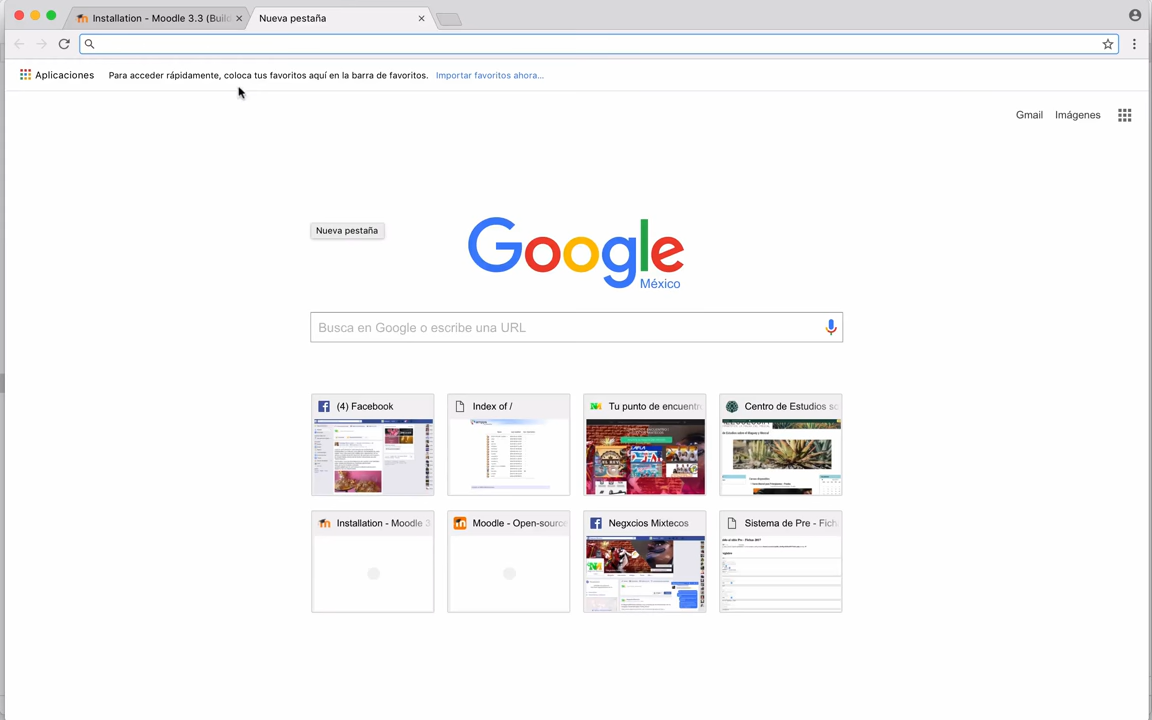 Installation - Moodle 3.3 (Build
Nueva pestaña
Aplicaciones
Para acceder rápidamente, coloca tus favoritos aquí en la barra de favoritos. Importar favoritos ahora...
Gmail
Imágenes
Nueva pestaña
Google
México
Busca en Google o escribe una URL
(4) Facebook
Index of /
Tu punto de encuentr
Centro de Estudios so
Installation - Moodle 3
Moodle - Open-source
Negxcios Mixtecos
Sistema de Pre - Fich